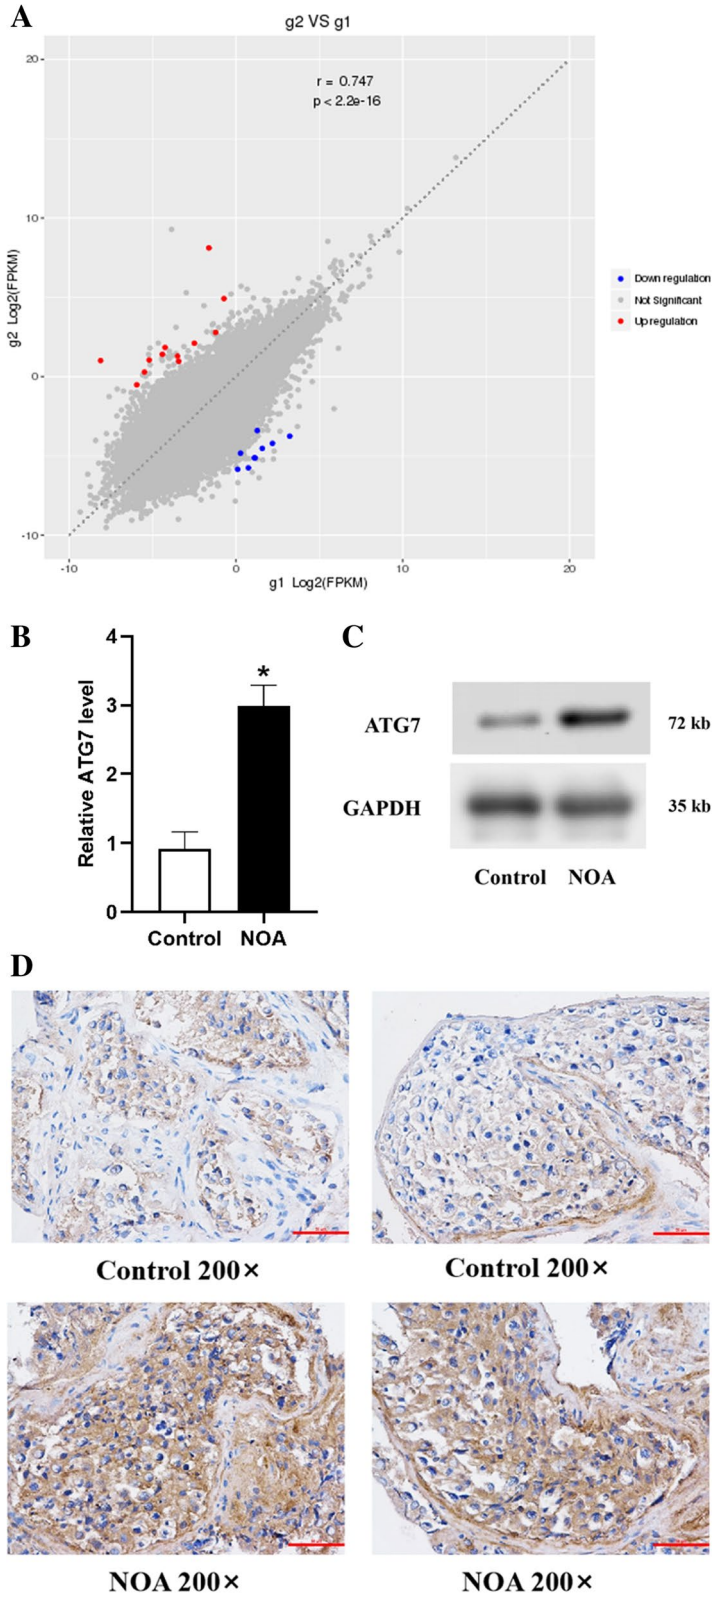 A
g2 VS g1
r = 0.747
p < 2.2e-16
20
10
0
-10
g2 Log2(FPKM)
-10
0
10
20
g1 Log2(FPKM)
Down regulation
Not Significant
Up regulation
B
4
3
2
1
0
Relative ATG7 level
*
Control
NOA
C
ATG7
72 kb
GAPDH
35 kb
Control NOA
D
Control 200×
Control 200×
NOA 200×
NOA 200×